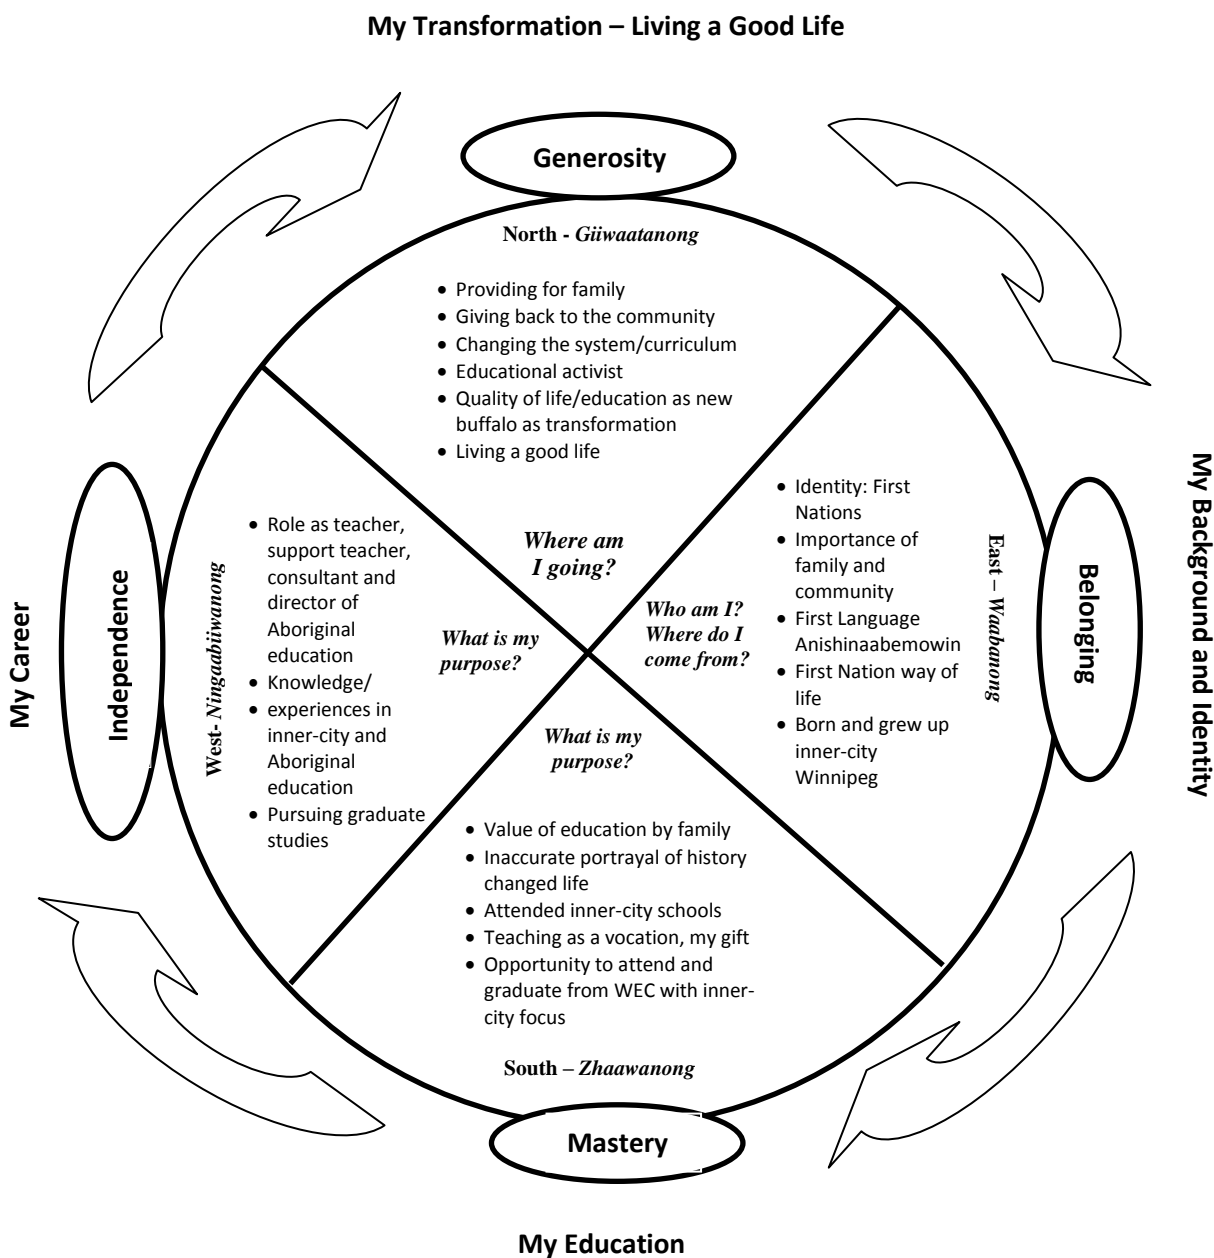 My Transformation – Living a Good Life
Generosity
North - Giiwaatanong
• Providing for family
• Giving back to the community
• Changing the system/curriculum
• Educational activist
• Quality of life/education as new
buffalo as transformation
• Living a good life
Where am
I going?
My Background and Identity
Belonging
East – Waabanong
• Identity: First
Nations
• Importance of
family and
community
• First Language
Anishinaabemowin
• First Nation way of
life
• Born and grew up
inner-city
Winnipeg
Who am I?
Where do I
come from?
What is my
purpose?
• Value of education by family
• Inaccurate portrayal of history
changed life
• Attended inner-city schools
• Teaching as a vocation, my gift
• Opportunity to attend and
graduate from WEC with inner-
city focus
South – Zhaawanong
Mastery
My Education
My Career
Independence
West- Ningaabiiwanong
• Role as teacher,
support teacher,
consultant and
director of
Aboriginal
education
• Knowledge/
• experiences in
inner-city and
Aboriginal
education
• Pursuing graduate
studies
What is my
purpose?